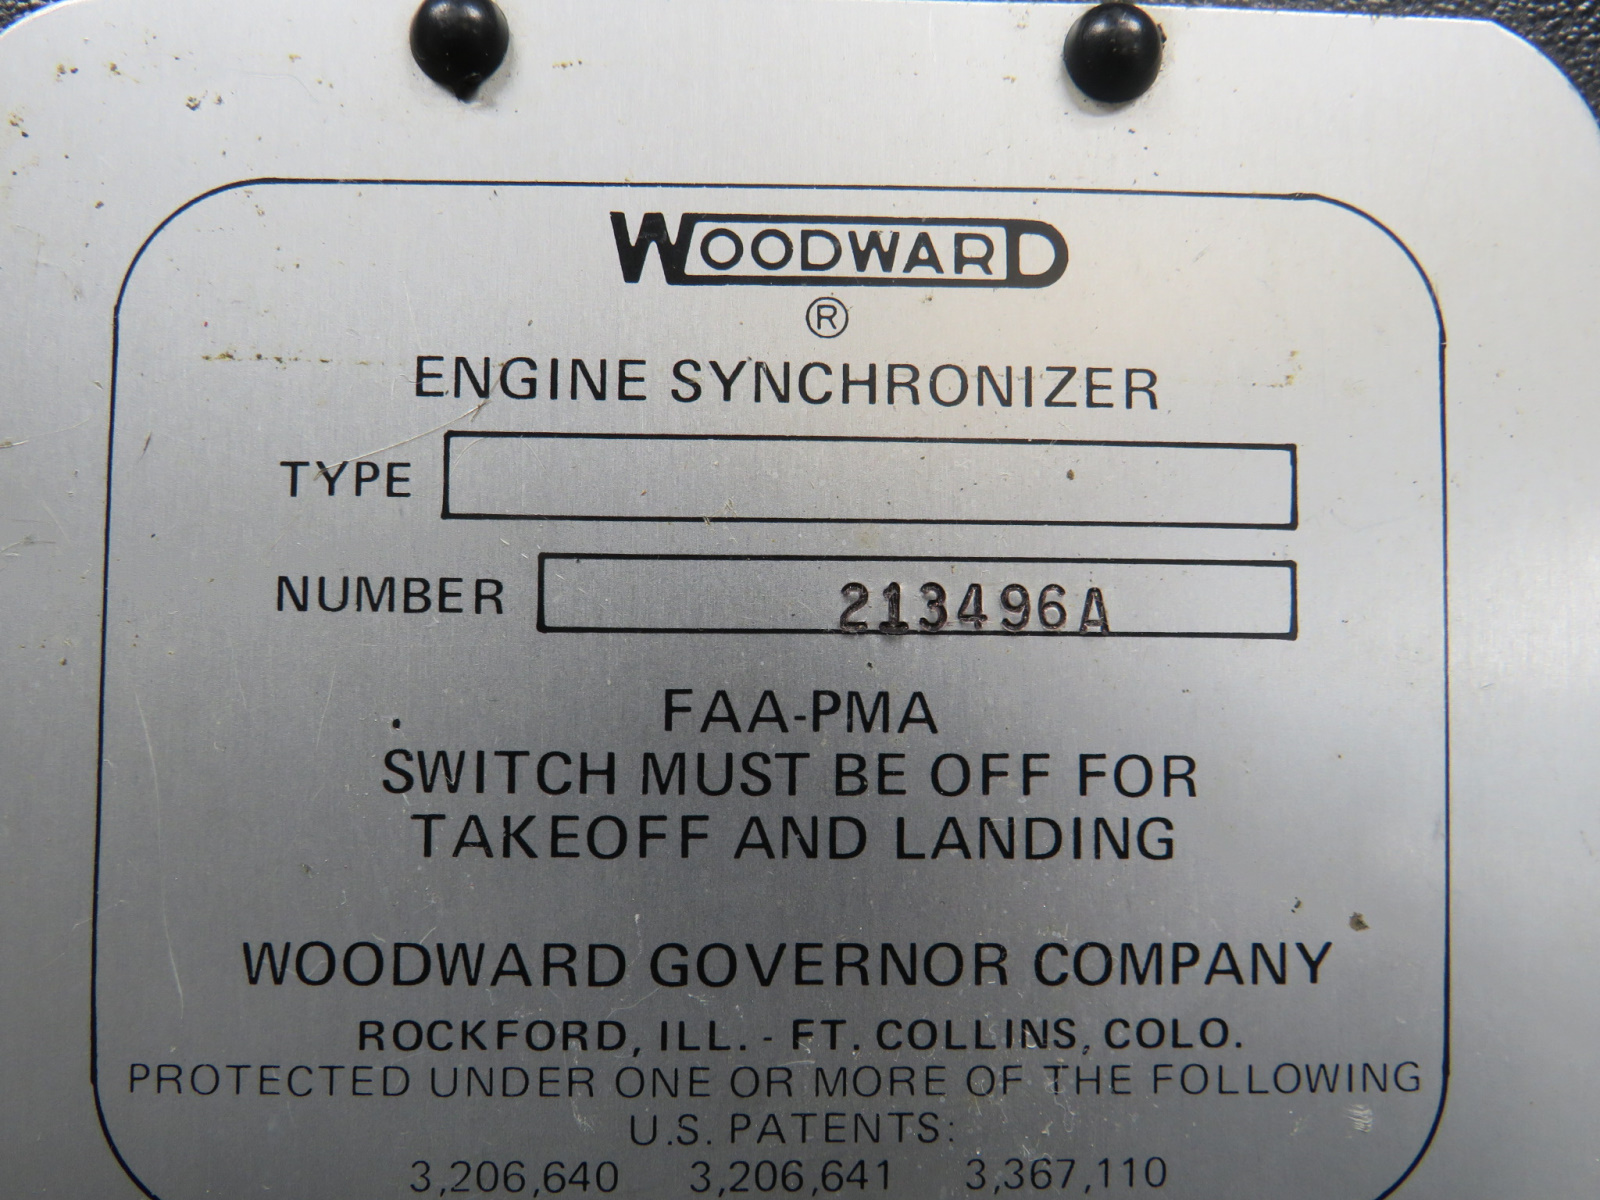 WOODWARD
®
ENGINE SYNCHRONIZER
TYPE
NUMBER 213496A
FAA-PMA
SWITCH MUST BE OFF FOR
TAKEOFF AND LANDING
WOODWARD GOVERNOR COMPANY
ROCKFORD, ILL. - FT. COLLINS, COLO.
PROTECTED UNDER ONE OR MORE OF THE FOLLOWING
U.S. PATENTS:
3,206,640 3,206,641 3,367,110